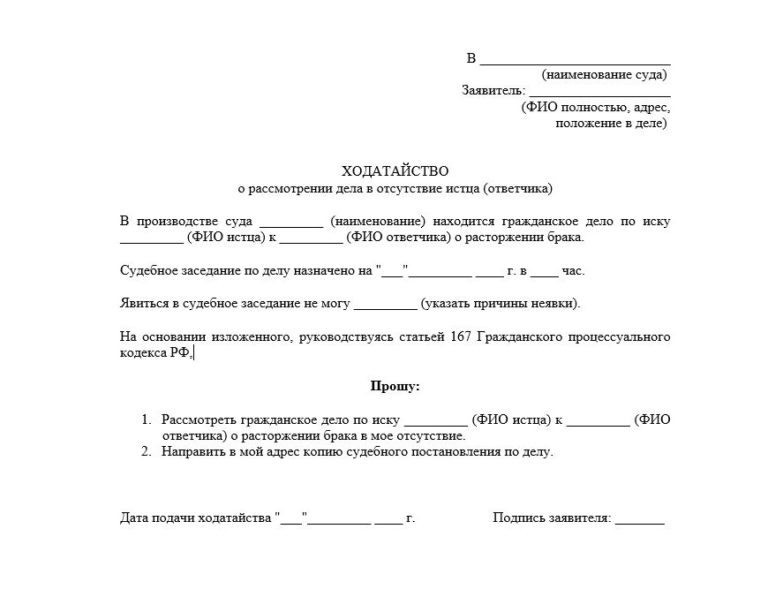 В ___________________________
(наименование суда)
Заявитель: ____________________
(ФИО полностью, адрес,
положение в деле)
ХОДАТАЙСТВО
о рассмотрении дела в отсутствие истца (ответчика)
В производстве суда _________ (наименование) находится гражданское дело по иску
_________ (ФИО истца) к _________ (ФИО ответчика) о расторжении брака.
Судебное заседание по делу назначено на "___"_________ ____ г. в ____ час.
Явиться в судебное заседание не могу _________ (указать причины неявки).
На основании изложенного, руководствуясь статьей 167 Гражданского процессуального
кодекса РФ,
Прошу:
1. Рассмотреть гражданское дело по иску _________ (ФИО истца) к _________ (ФИО
ответчика) о расторжении брака в мое отсутствие.
2. Направить в мой адрес копию судебного постановления по делу.
Дата подачи ходатайства "___"_________ ____ г. Подпись заявителя: _______